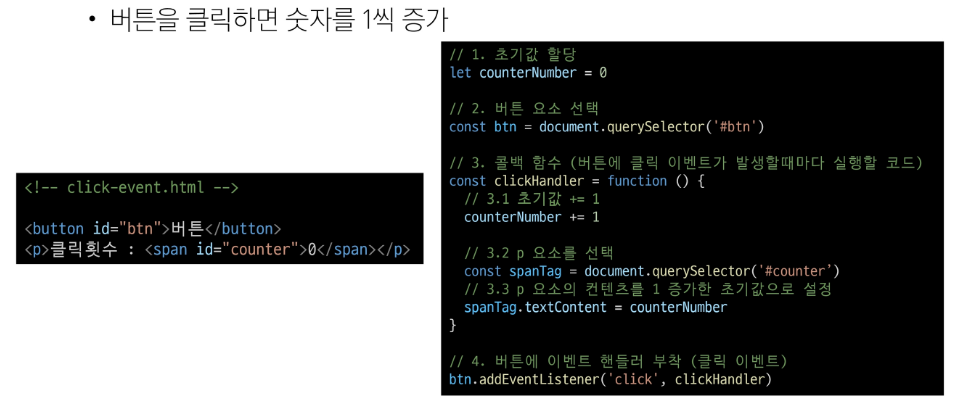 • 버튼을 클릭하면 숫자를 1씩 증가
<!-- click-event.html -->
<button id="btn">버튼</button>
<p>클릭횟수 : <span id="counter">0</span></p>
// 1. 초기값 할당
let counterNumber = 0
// 2. 버튼 요소 선택
const btn = document.querySelector('#btn')
// 3. 콜백 함수 (버튼에 클릭 이벤트가 발생할때마다 실행할 코드)
const clickHandler = function () {
// 3.1 초기값 += 1
counterNumber += 1
// 3.2 p 요소를 선택
const spanTag = document.querySelector('#counter’)
// 3.3 p 요소의 컨텐츠를 1 증가한 초기값으로 설정
spanTag.textContent = counterNumber
}
// 4. 버튼에 이벤트 핸들러 부착 (클릭 이벤트)
btn.addEventListener('click', clickHandler)